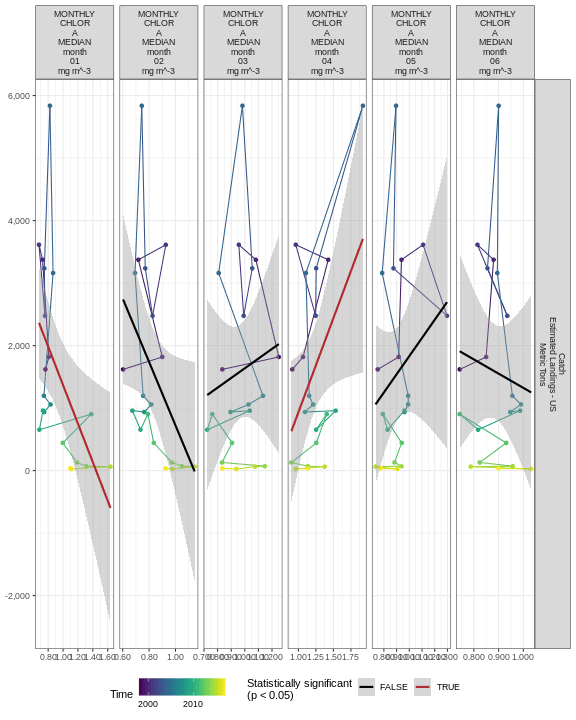 MONTHLY CHLOR A MEDIAN month 01 mg m^-3
MONTHLY CHLOR A MEDIAN month 02 mg m^-3
MONTHLY CHLOR A MEDIAN month 03 mg m^-3
MONTHLY CHLOR A MEDIAN month 04 mg m^-3
MONTHLY CHLOR A MEDIAN month 05 mg m^-3
MONTHLY CHLOR A MEDIAN month 06 mg m^-3
6,000
4,000
2,000
0
-2,000
Catch
Estimated Landings - US
Metric Tons
0.80 1.00 1.20 1.40 1.60
0.60 0.80 1.00
1.000 1.25 1.50 1.75
0.800 0.900 1.000
Time
2000 2010
Statistically significant
(p < 0.05)
FALSE TRUE